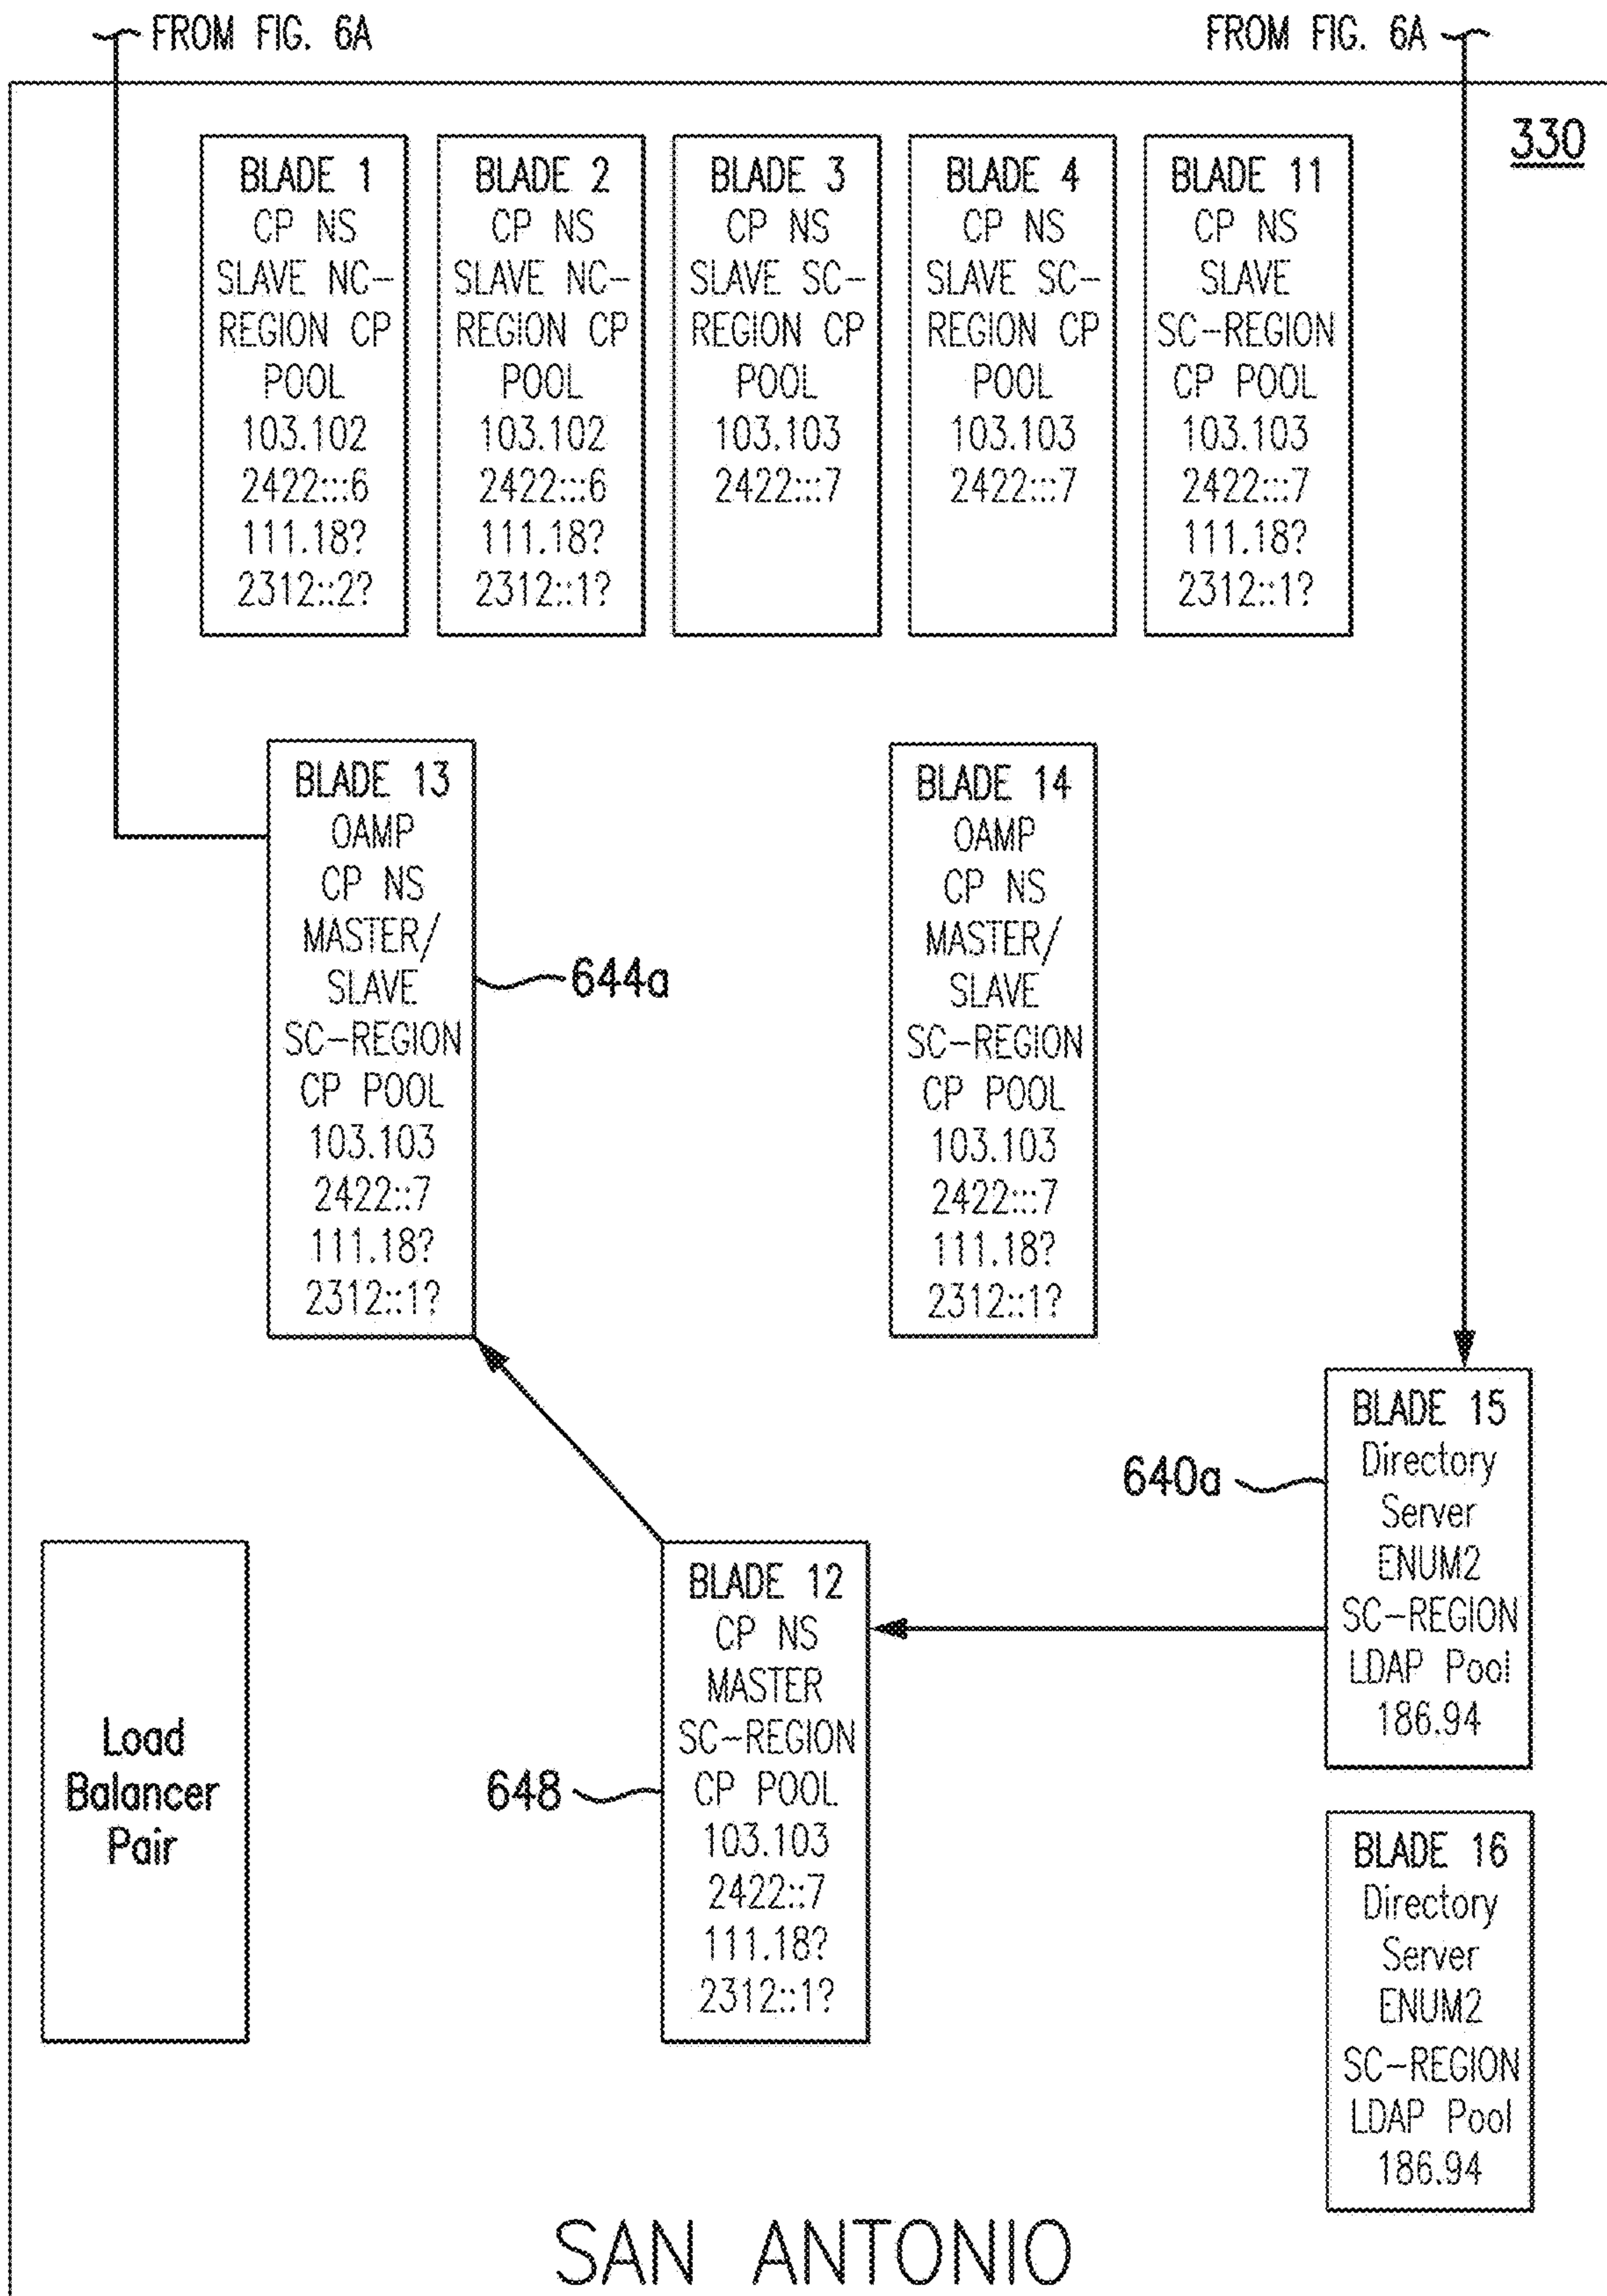 FROM FIG. 6A
FROM FIG. 6A
330
BLADE 1
CP NS
SLAVE NC-
REGION CP
POOL
103.102
2422:::6
111.18?
2312::2?
BLADE 2
CP NS
SLAVE NC-
REGION CP
POOL
103.102
2422:::6
111.18?
2312::1?
BLADE 3
CP NS
SLAVE SC-
REGION CP
POOL
103.103
2422:::7
BLADE 4
CP NS
SLAVE SC-
REGION CP
POOL
103.103
2422:::7
BLADE 11
CP NS
SLAVE
SC-REGION
CP POOL
103.103
2422:::7
111.18?
2312::1?
BLADE 13
OAMP
CP NS
MASTER/
SLAVE
SC-REGION
CP POOL
103.103
2422::7
111.18?
2312::1?
644a
BLADE 14
OAMP
CP NS
MASTER/
SLAVE
SC-REGION
CP POOL
103.103
2422:::7
111.18?
2312::1?
640a
BLADE 15
Directory
Server
ENUM2
SC-REGION
LDAP Pool
186.94
Load
Balancer
Pair
648
BLADE 12
CP NS
MASTER
SC-REGION
CP POOL
103.103
2422::7
111.18?
2312::1?
BLADE 16
Directory
Server
ENUM2
SC-REGION
LDAP Pool
186.94
SAN ANTONIO